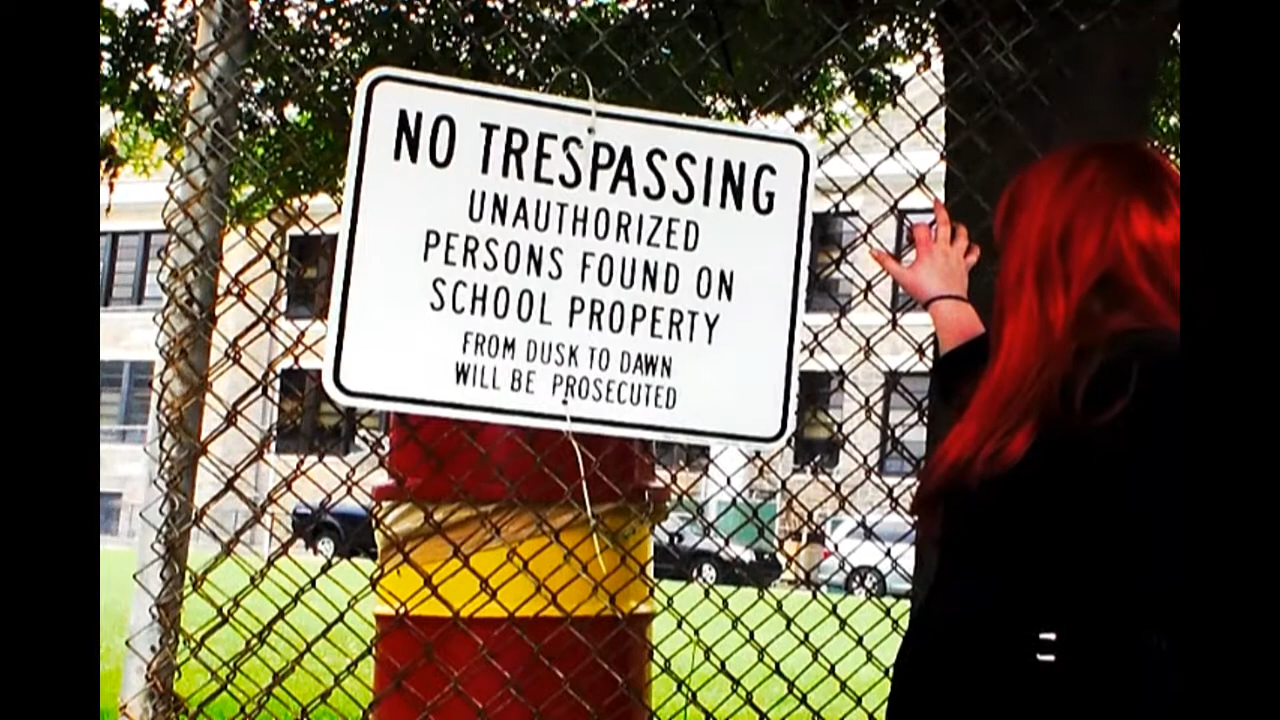 NO TRESPASSING
UNAUTHORIZED
PERSONS FOUND ON
SCHOOL PROPERTY
FROM DUSK TO DAWN
WILL BE PROSECUTED